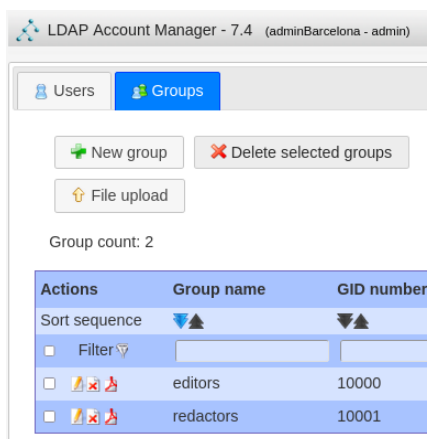 LDAP Account Manager - 7.4 (adminBarcelona - admin)
Users Groups
New group Delete selected groups
File upload
Group count: 2
Actions Group name GID number
Sort sequence
Filter
editors 10000
redactors 10001